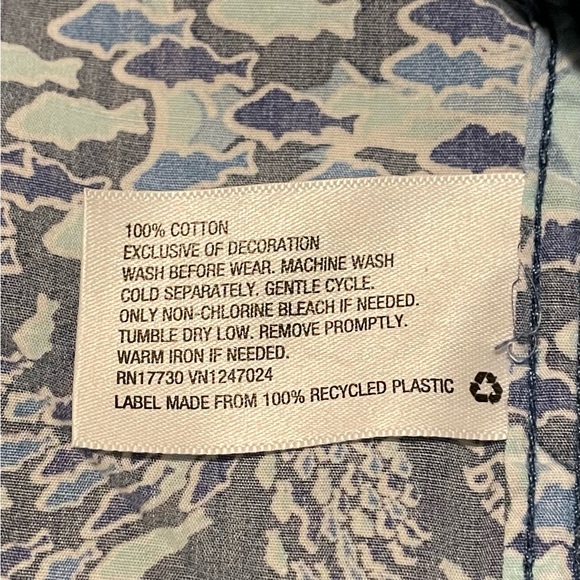 100% COTTON
EXCLUSIVE OF DECORATION
WASH BEFORE WEAR. MACHINE WASH
COLD SEPARATELY. GENTLE CYCLE.
ONLY NON-CHLORINE BLEACH IF NEEDED.
TUMBLE DRY LOW. REMOVE PROMPTLY.
WARM IRON IF NEEDED.
RN17730 VN1247024
LABEL MADE FROM 100% RECYCLED PLASTIC